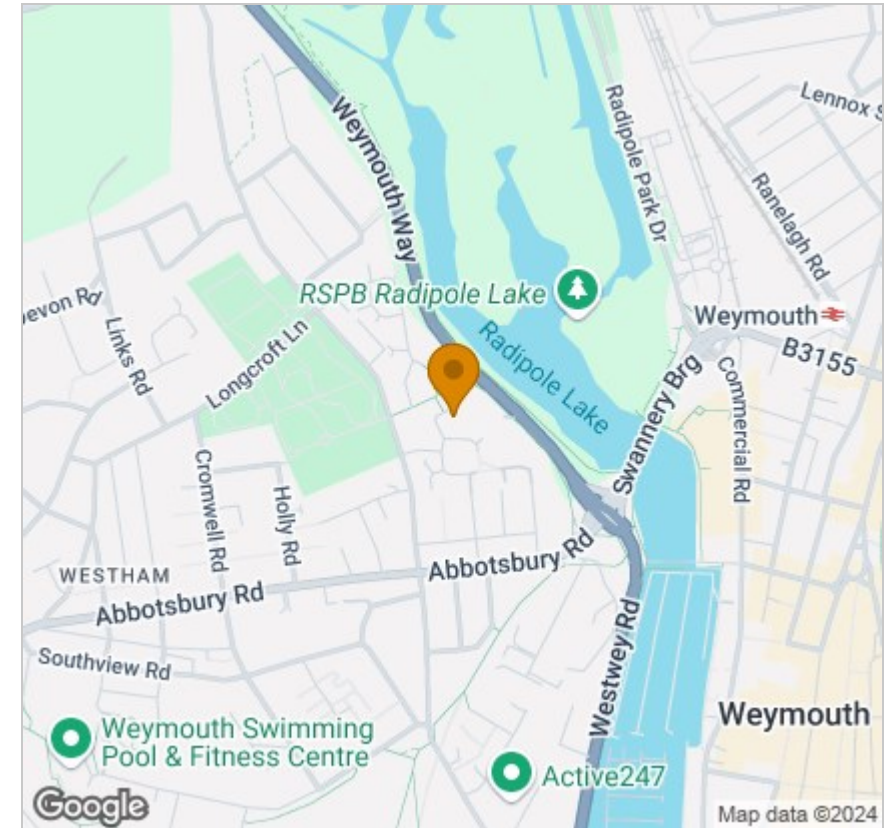 Weymouth Way
Radipole Park Dr
Lennox S
Ranelagh Rd
RSPB Radipole Lake
Devon Rd
Links Rd
Longcroft Ln
Radipole Lake
Weymouth
B3155
Swannery Brg
Commercial Rd
Cromwell Rd
Holly Rd
WESTHAM
Abbotsbury Rd
Abbotsbury Rd
Southview Rd
Westwey Rd
Weymouth
Weymouth Swimming
Pool & Fitness Centre
Active247
Google
Map data ©2024